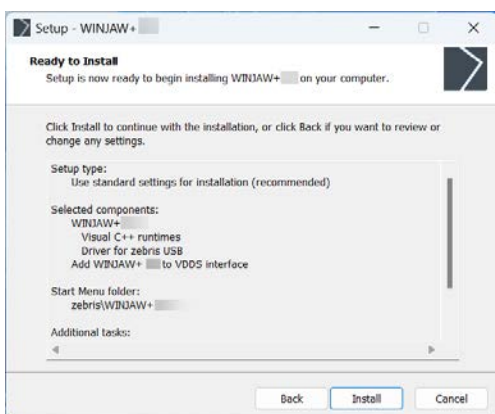 Setup - WINJAW+
Ready to Install
Setup is now ready to begin installing WINJAW+ on your computer.
Click Install to continue with the installation, or click Back if you want to review or
change any settings.
Setup type:
Use standard settings for installation (recommended)
Selected components:
WINJAW+
Visual C++ runtimes
Driver for zebris USB
Add WINJAW+ to VDDS interface
Start Menu folder:
zebris\WINJAW+
Additional tasks:
Back Install Cancel